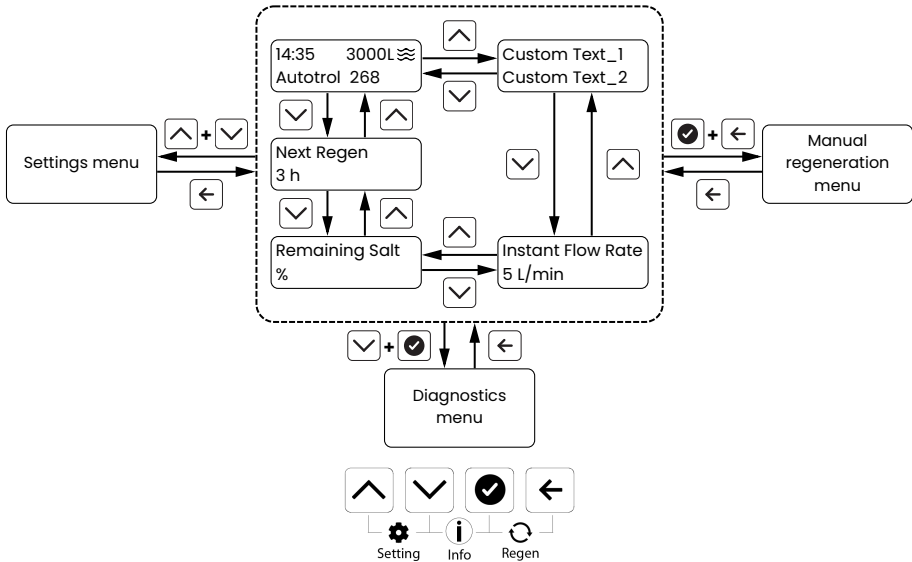 14:35 3000L
Autotrol 268
Custom Text_1
Custom Text_2
Settings menu
+
Next Regen
3 h
+
Manual
regeneration
menu
Remaining Salt
%
Instant Flow Rate
5 L/min
+
Diagnostics
menu
Setting
Info
Regen